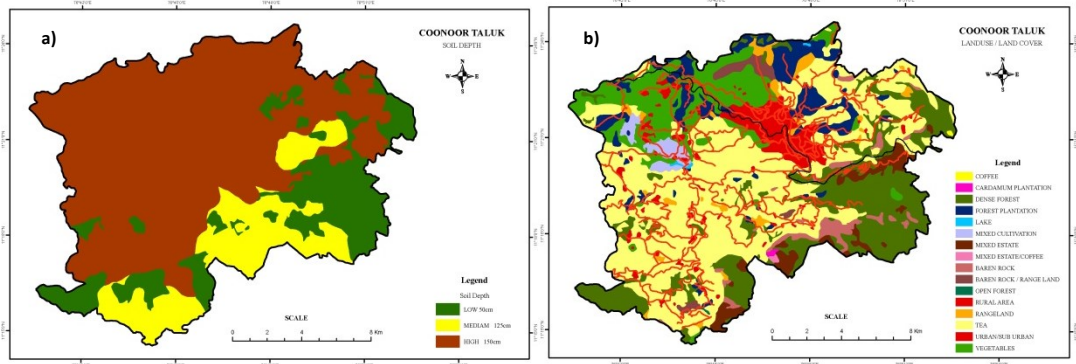 a)
COONOOR TALUK
SOIL DEPTH
N
W E
S
Legend
Soil Depth
LOW 50cm
MEDIAM 125cm
HIGH 150cm
SCALE
0 2 4 8 Km
b)
COONOOR TALUK
LANDUSE / LAND COVER
N
W E
S
Legend
COFFEE
CARDAMUM PLANTATION
DENSE FOREST
FOREST PLANTATION
LAKE
MIXED CULTIVATION
MIXED ESTATE
MIXED ESTATE/COFFEE
BAREN ROCK
BAREN ROCK / RANGE LAND
OPEN FOREST
RURAL AREA
RANGELAND
TEA
URBAN/SUB URBAN
VEGETABLES
SCALE
0 2 4 8 Km